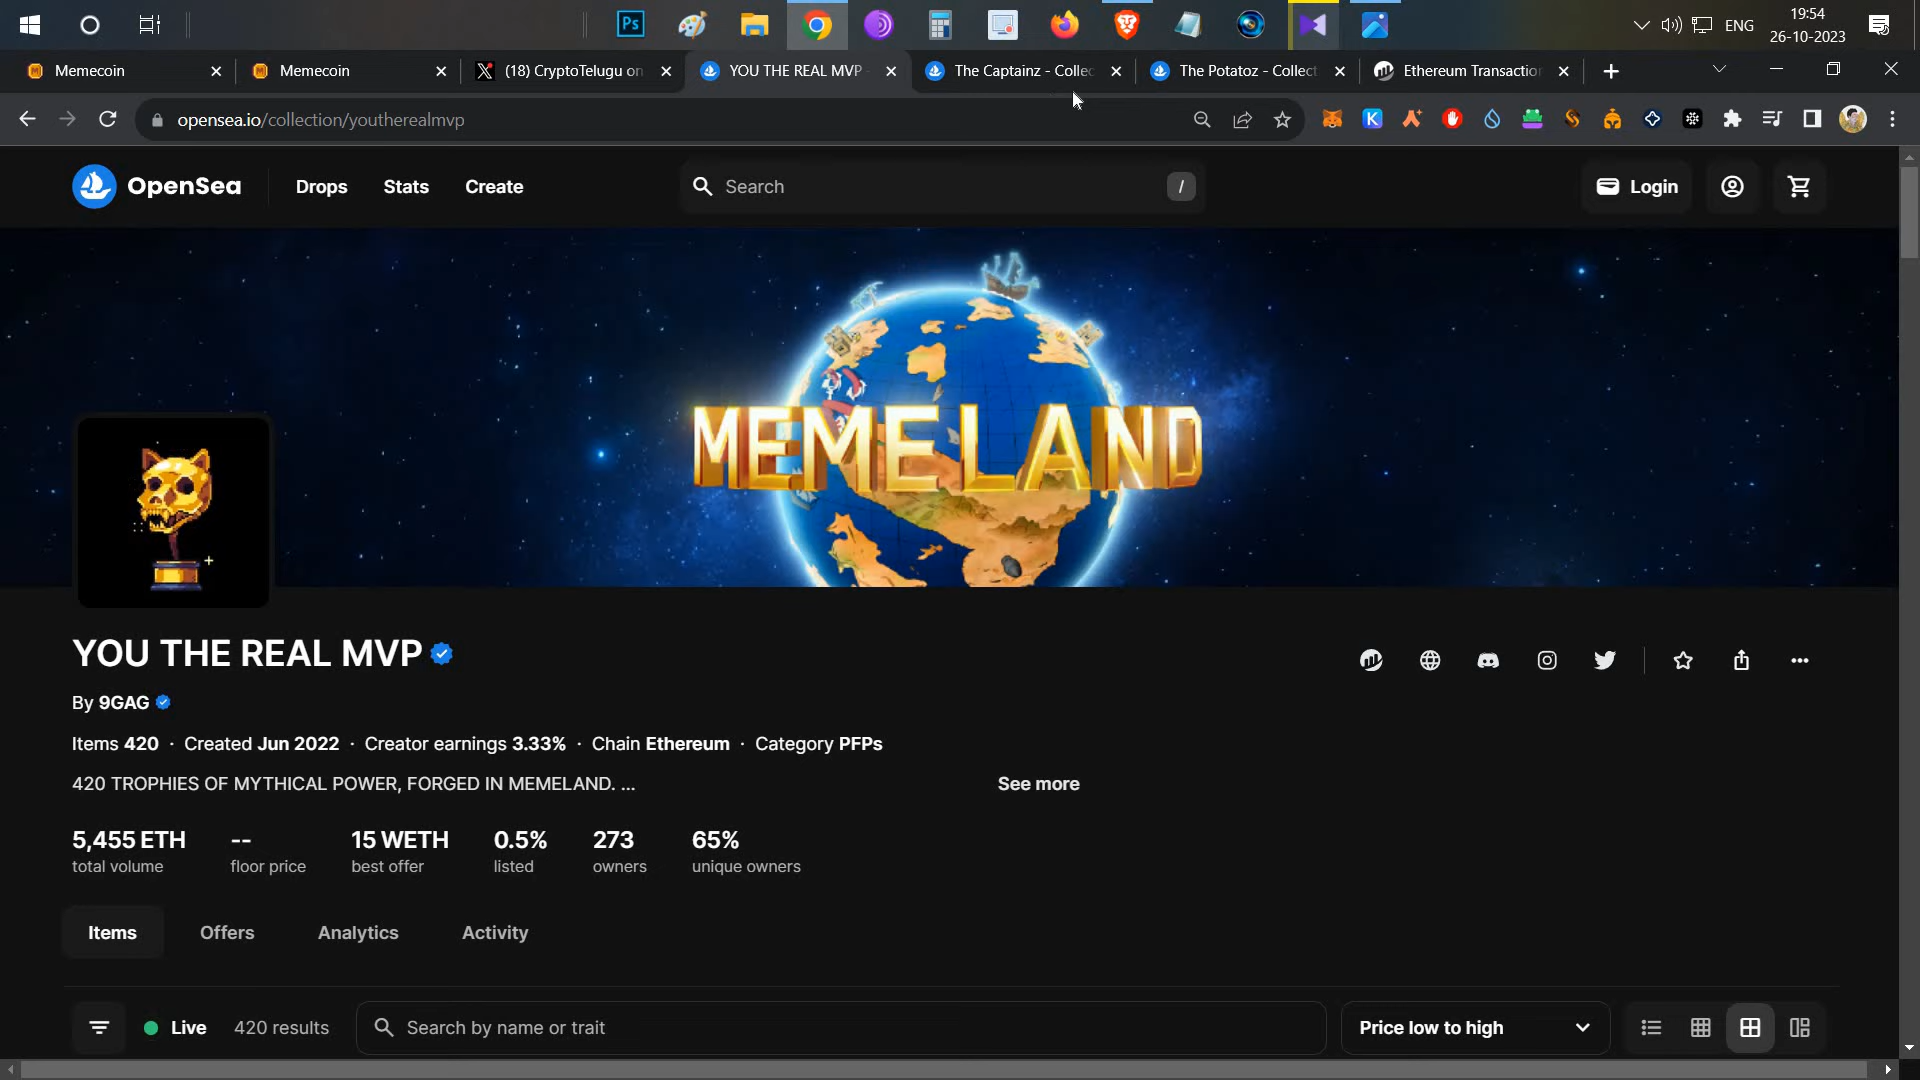 Ps
ENG
19:54
26-10-2023
Memecoin
Memecoin
(18) CryptoTelugu on
YOU THE REAL MVP -
The Captainz - Collec
The Potatoz - Collect
Ethereum Transaction
opensea.io/collection/youtherealmvp
OpenSea
Drops
Stats
Create
Search
/
Login
MEMELAND
YOU THE REAL MVP
By 9GAG
Items 420 · Created Jun 2022 · Creator earnings 3.33% · Chain Ethereum · Category PFPs
420 TROPHIES OF MYTHICAL POWER, FORGED IN MEMELAND. ...
See more
5,455 ETH -- 15 WETH 0.5% 273 65%
total volume floor price best offer listed owners unique owners
Items
Offers
Analytics
Activity
Live
420 results
Search by name or trait
Price low to high